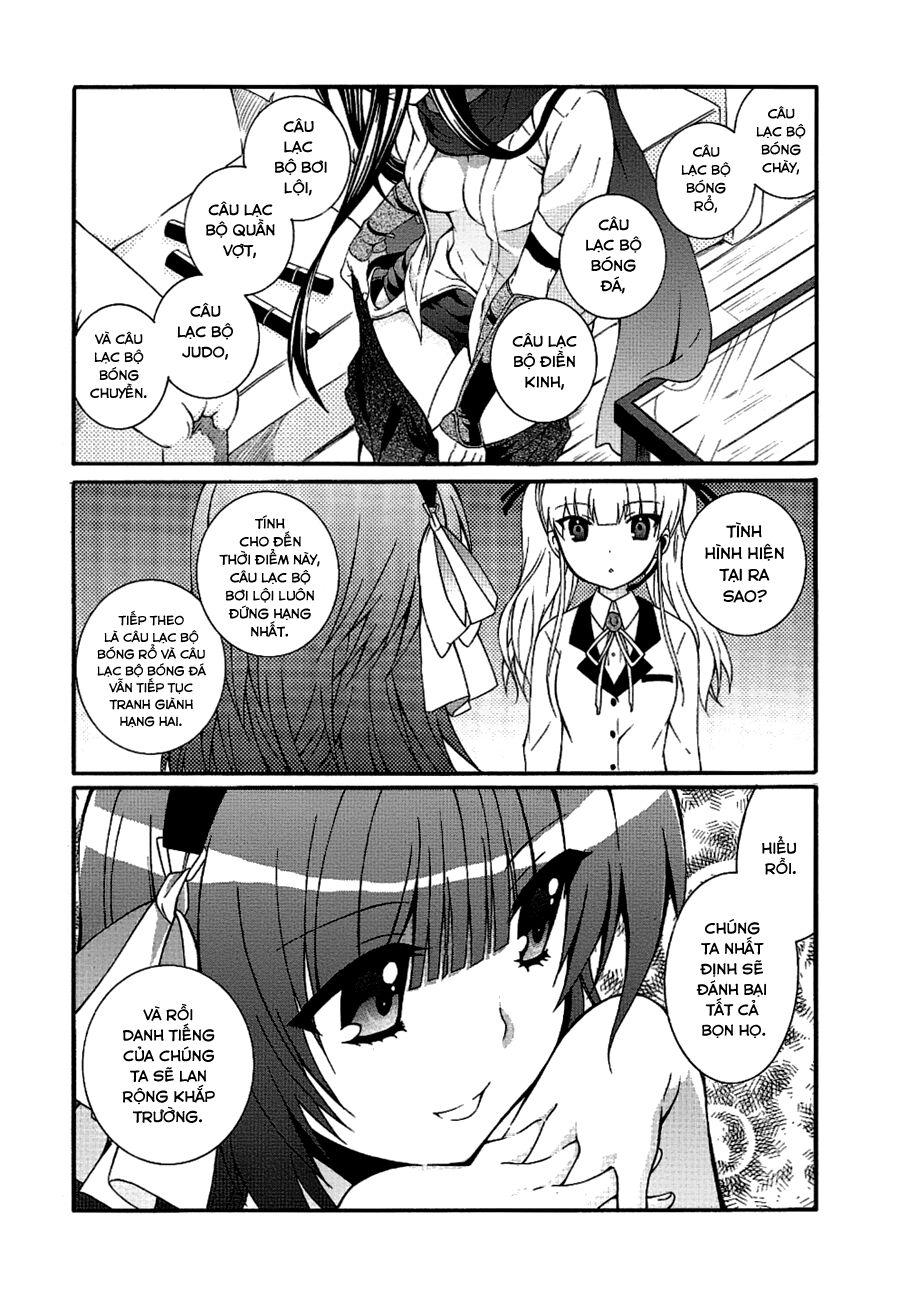 CÂU
LẠC BỘ
BÓNG
CHÀY,
CÂU
LẠC BỘ
BÓNG
RỔ,
CÂU
LẠC BỘ
BÓNG
ĐÁ,
CÂU LẠC
BỘ ĐIỀN
KINH,
CÂU
LẠC
BỘ BƠI
LỘI,
CÂU LẠC
BỘ QUẦN
VỢT,
CÂU
LẠC BỘ
JUDO,
VÀ CÂU
LẠC BỘ
BÓNG
CHUYỀN.
TÌNH
HÌNH HIỆN
TẠI RA
SAO?
TÍNH
CHO ĐẾN
THỜI ĐIỂM NÀY,
CÂU LẠC BỘ
BƠI LỘI LUÔN
ĐỨNG HẠNG
NHẤT.
TIẾP THEO
LÀ CÂU LẠC BỘ
BÓNG RỔ VÀ CÂU
LẠC BỘ BÓNG ĐÁ
VẪN TIẾP TỤC
TRANH GIÀNH
HẠNG HAI.
HIỂU
RỒI.
CHÚNG
TA NHẤT
ĐỊNH SẼ
ĐÁNH BẠI
TẤT CẢ
BỌN HỌ.
VÀ RỒI
DANH TIẾNG
CỦA CHÚNG
TA SẼ LAN
RỘNG KHẮP
TRƯỜNG.